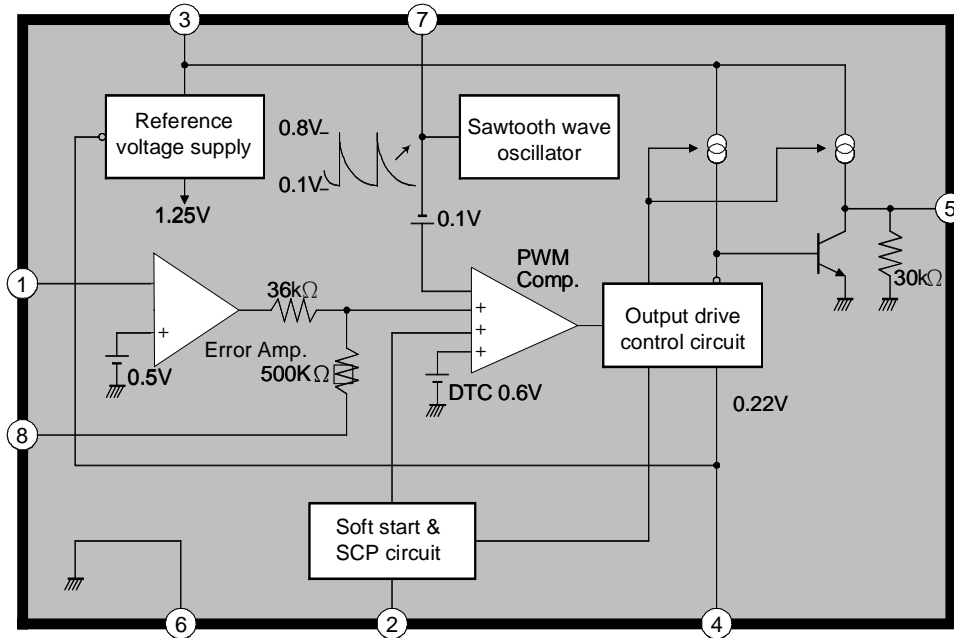 3
7
Reference
voltage supply
0.8V
0.1V
Sawtooth wave
oscillator
1.25V
0.1V
5
1
36kΩ
PWM
Comp.
30kΩ
+
+
+
+
Output drive
control circuit
Error Amp.
500KΩ
0.5V
DTC 0.6V
0.22V
8
Soft start &
SCP circuit
6
2
4